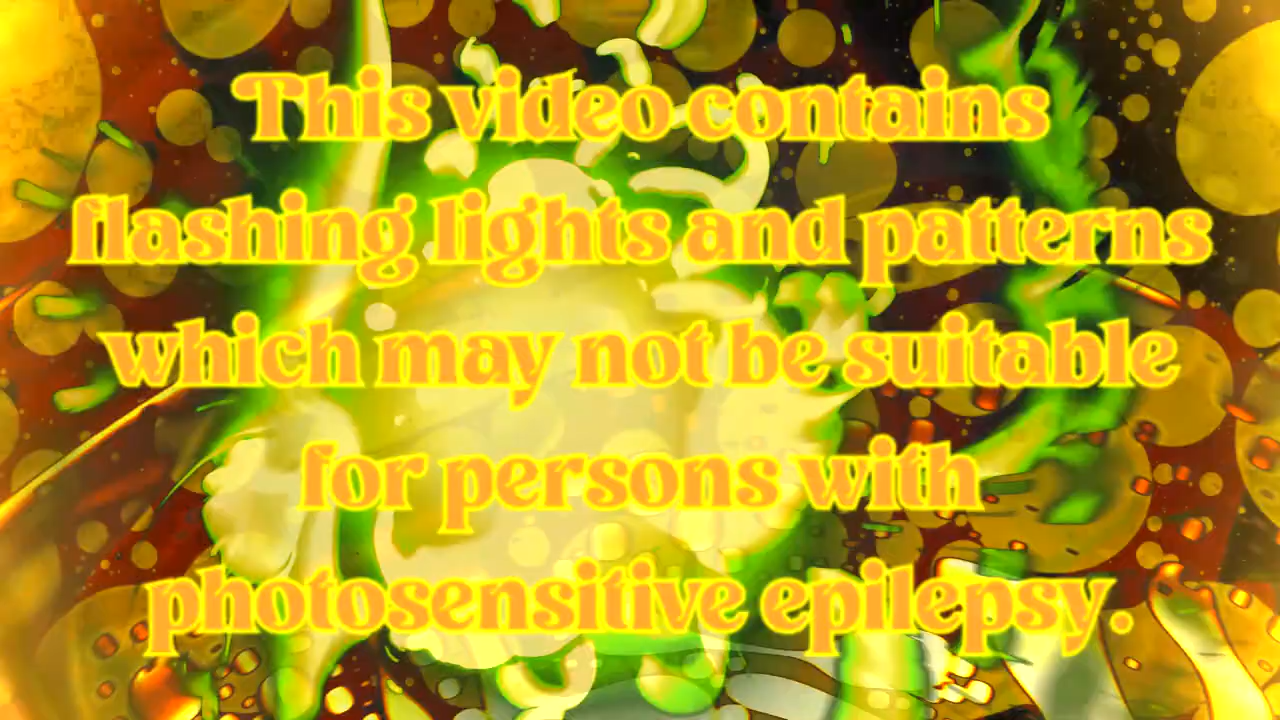 This video contains
flashing lights and patterns
which may not be suitable
for persons with
photosensitive epilepsy.